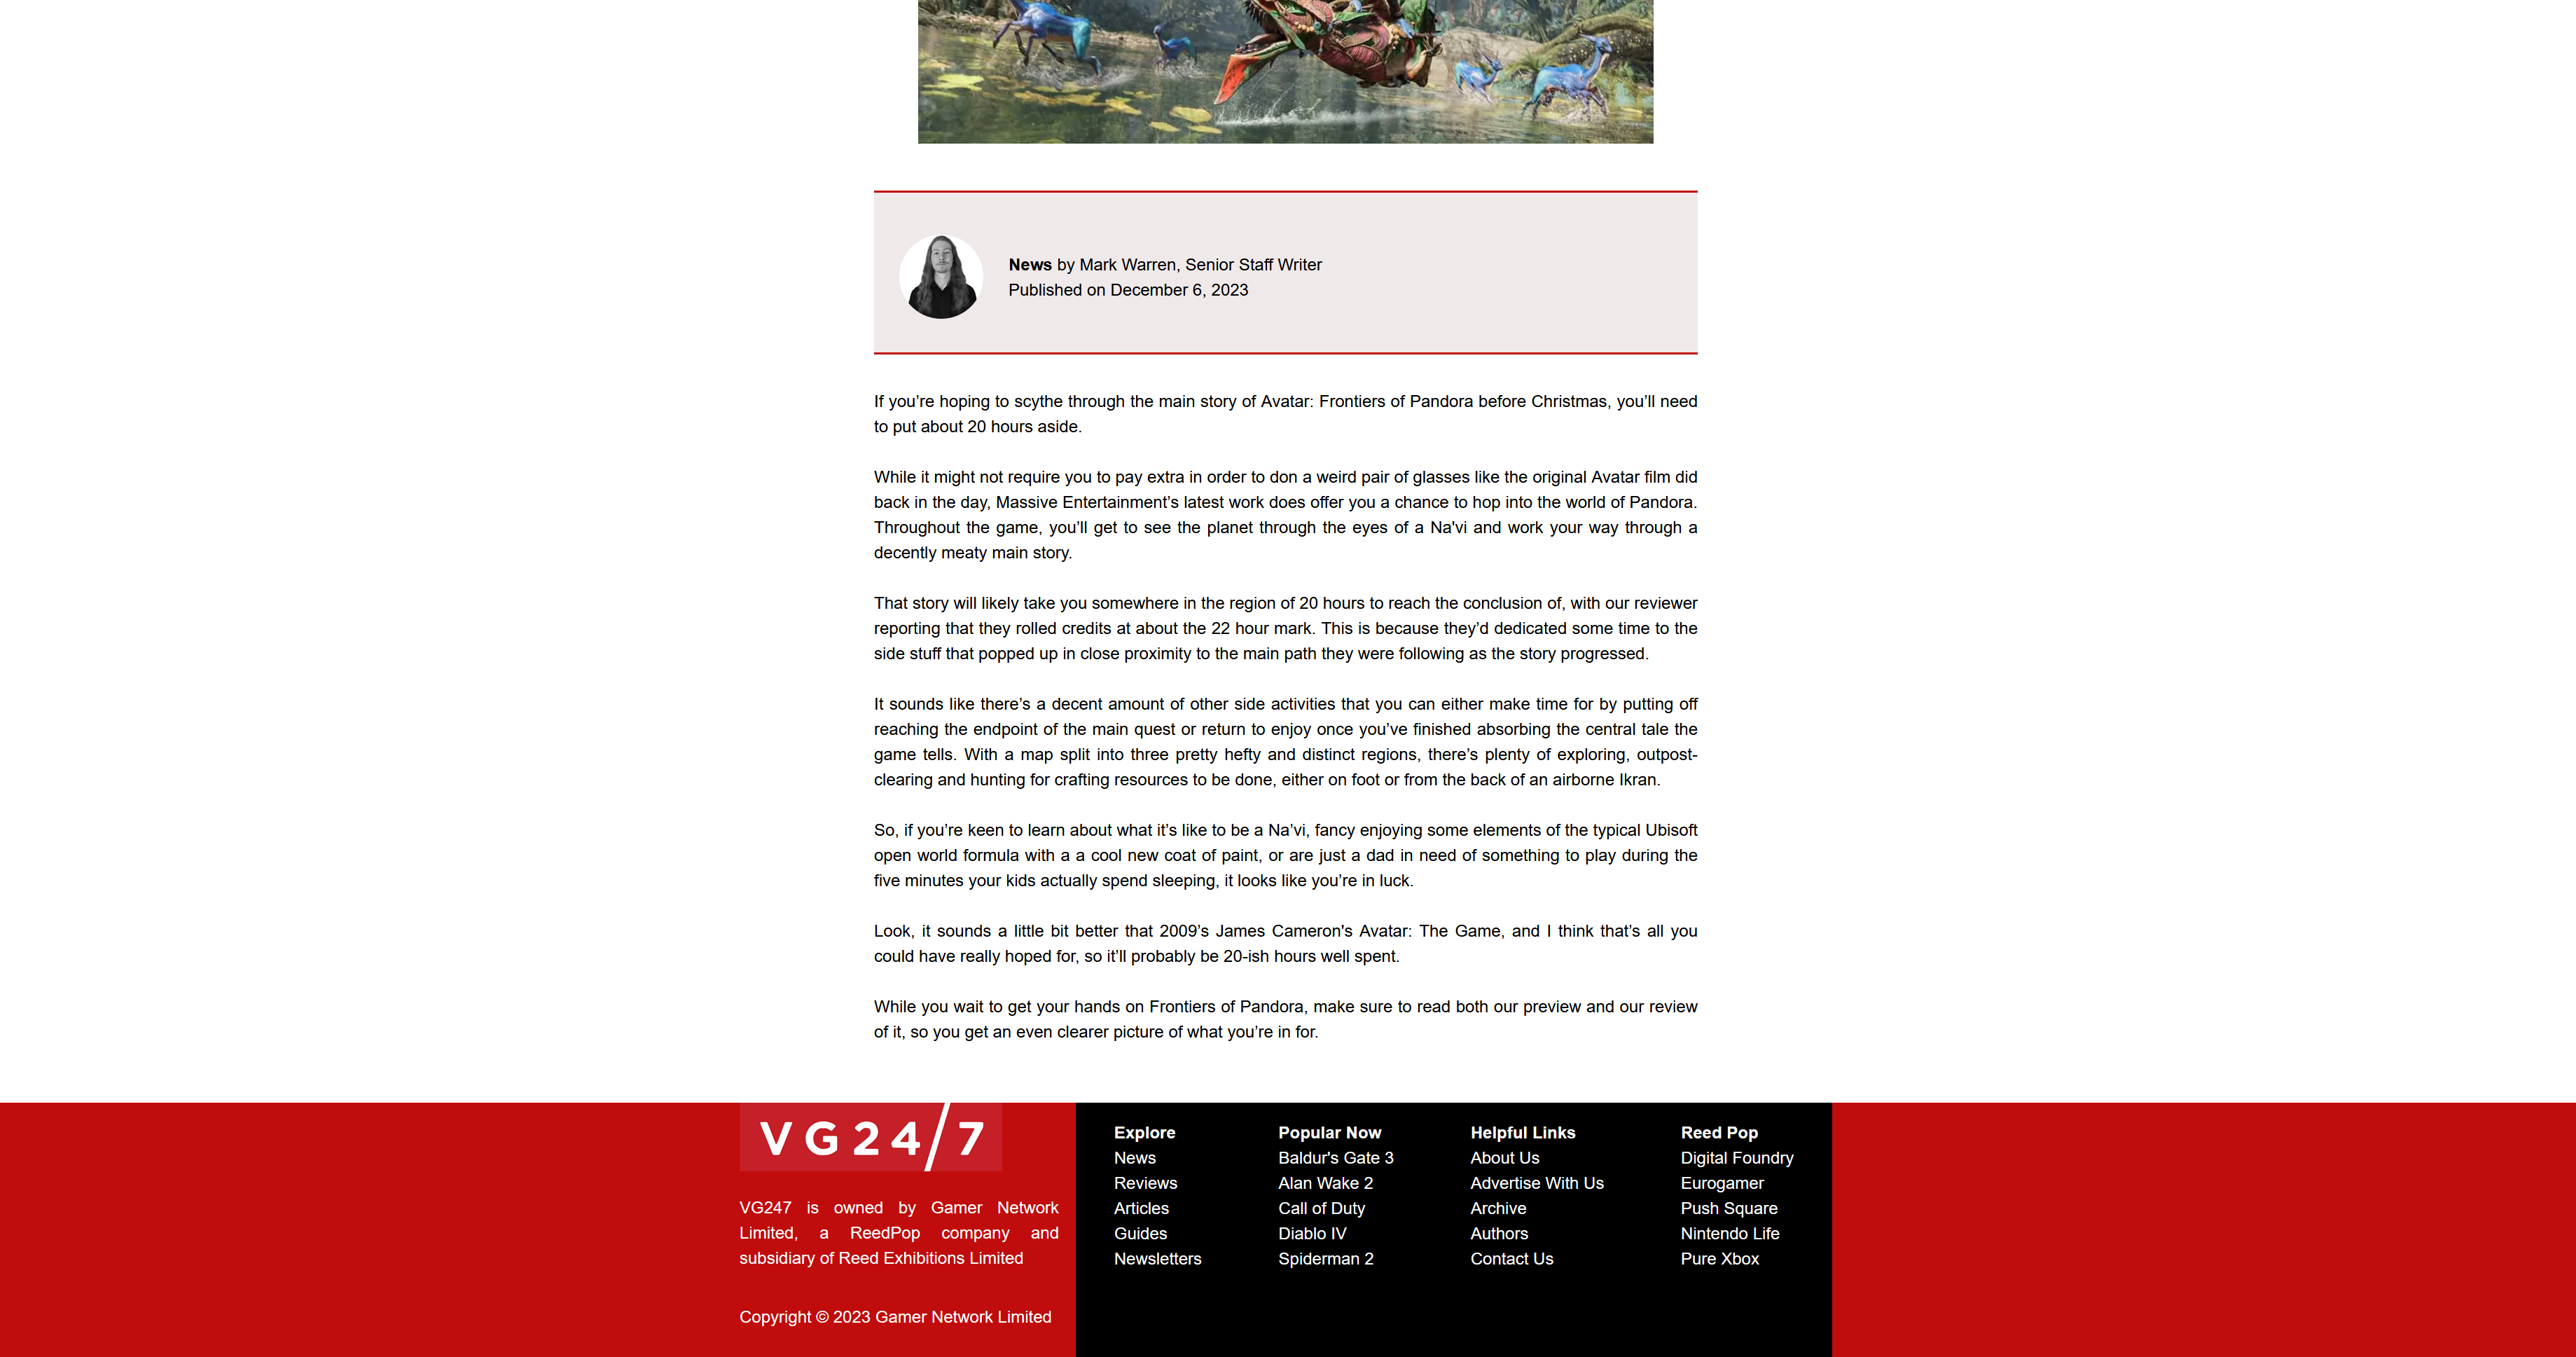 News by Mark Warren, Senior Staff Writer
Published on December 6, 2023
If you’re hoping to scythe through the main story of Avatar: Frontiers of Pandora before Christmas, you’ll need
to put about 20 hours aside.
While it might not require you to pay extra in order to don a weird pair of glasses like the original Avatar film did
back in the day, Massive Entertainment’s latest work does offer you a chance to hop into the world of Pandora.
Throughout the game, you’ll get to see the planet through the eyes of a Na'vi and work your way through a
decently meaty main story.
That story will likely take you somewhere in the region of 20 hours to reach the conclusion of, with our reviewer
reporting that they rolled credits at about the 22 hour mark. This is because they’d dedicated some time to the
side stuff that popped up in close proximity to the main path they were following as the story progressed.
It sounds like there’s a decent amount of other side activities that you can either make time for by putting off
reaching the endpoint of the main quest or return to enjoy once you’ve finished absorbing the central tale the
game tells. With a map split into three pretty hefty and distinct regions, there’s plenty of exploring, outpost-
clearing and hunting for crafting resources to be done, either on foot or from the back of an airborne Ikran.
So, if you’re keen to learn about what it’s like to be a Na’vi, fancy enjoying some elements of the typical Ubisoft
open world formula with a a cool new coat of paint, or are just a dad in need of something to play during the
five minutes your kids actually spend sleeping, it looks like you’re in luck.
Look, it sounds a little bit better that 2009’s James Cameron's Avatar: The Game, and I think that’s all you
could have really hoped for, so it’ll probably be 20-ish hours well spent.
While you wait to get your hands on Frontiers of Pandora, make sure to read both our preview and our review
of it, so you get an even clearer picture of what you’re in for.
VG24/7
VG247 is owned by Gamer Network
Limited, a ReedPop company and
subsidiary of Reed Exhibitions Limited
Copyright © 2023 Gamer Network Limited
Explore
News
Reviews
Articles
Guides
Newsletters
Popular Now
Baldur's Gate 3
Alan Wake 2
Call of Duty
Diablo IV
Spiderman 2
Helpful Links
About Us
Advertise With Us
Archive
Authors
Contact Us
Reed Pop
Digital Foundry
Eurogamer
Push Square
Nintendo Life
Pure Xbox